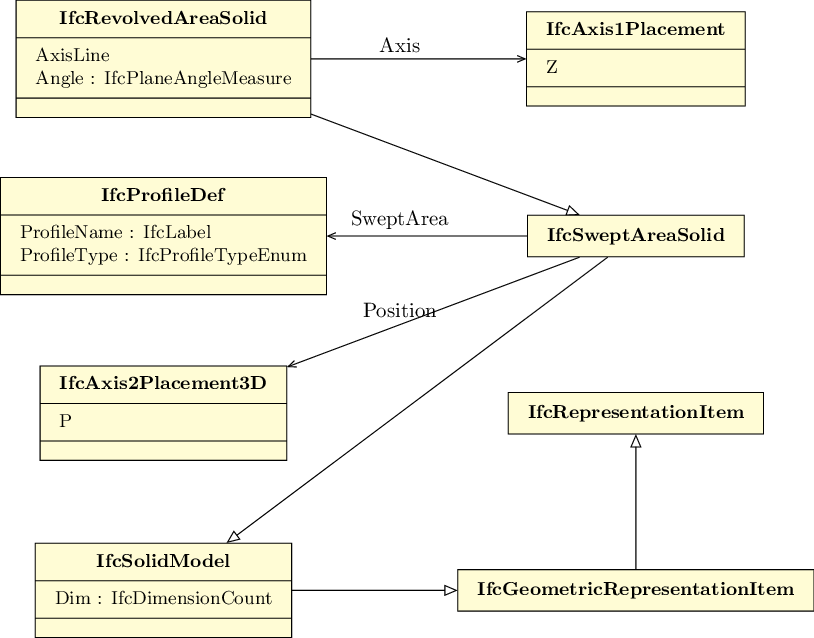 IfcRevolvedAreaSolid
AxisLine
Angle : IfcPlaneAngleMeasure
Axis
IfcAxis1Placement
Z
IfcProfileDef
ProfileName : IfcLabel
ProfileType : IfcProfileTypeEnum
SweptArea
IfcSweptAreaSolid
Position
IfcAxis2Placement3D
P
IfcRepresentationItem
IfcSolidModel
Dim : IfcDimensionCount
IfcGeometricRepresentationItem